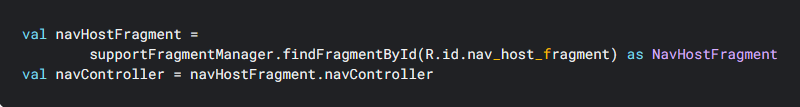 val navHostFragment =
        supportFragmentManager.findFragmentById(R.id.nav_host_fragment) as NavHostFragment
val navController = navHostFragment.navController